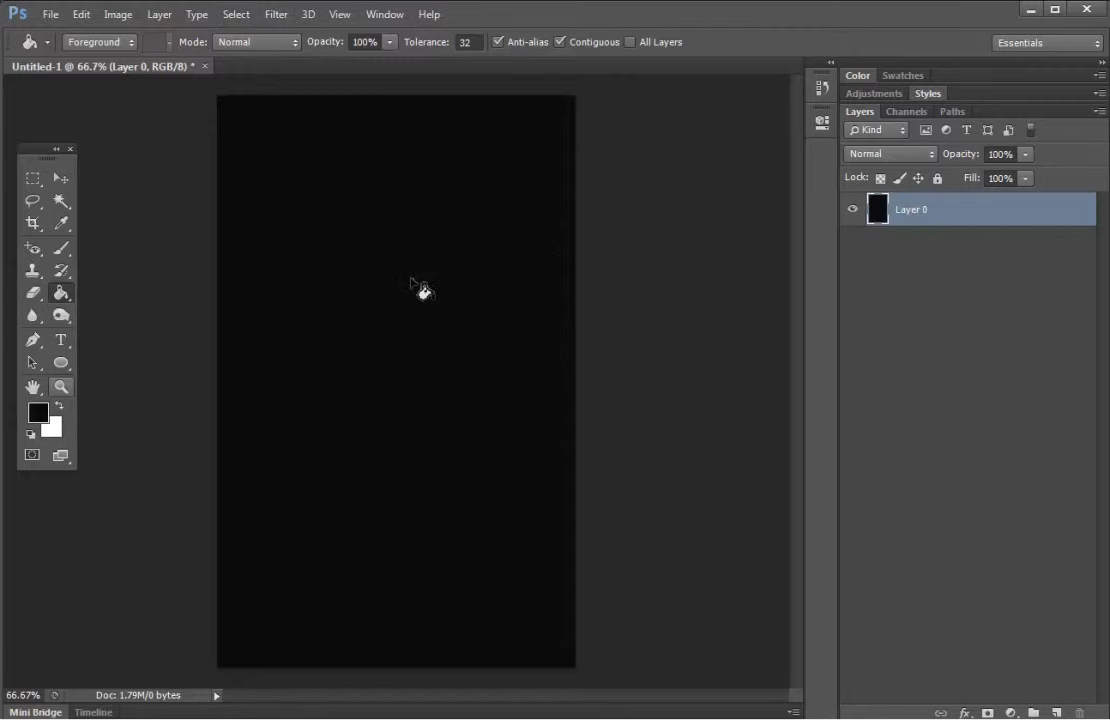 Ps File Edit Image Layer Type Select Filter 3D View Window Help
Foreground Mode: Normal Opacity: 100% Tolerance: 32 Anti-alias Contiguous All Layers Essentials
Untitled-1 @ 66.7% (Layer 0, RGB/8) * ×
Color Swatches
Adjustments Styles
Layers Channels Paths
Kind T
Normal Opacity: 100%
Lock: Fill: 100%
Layer 0
T
66.67% Doc: 1.79M/0 bytes
fx
Mini Bridge Timeline